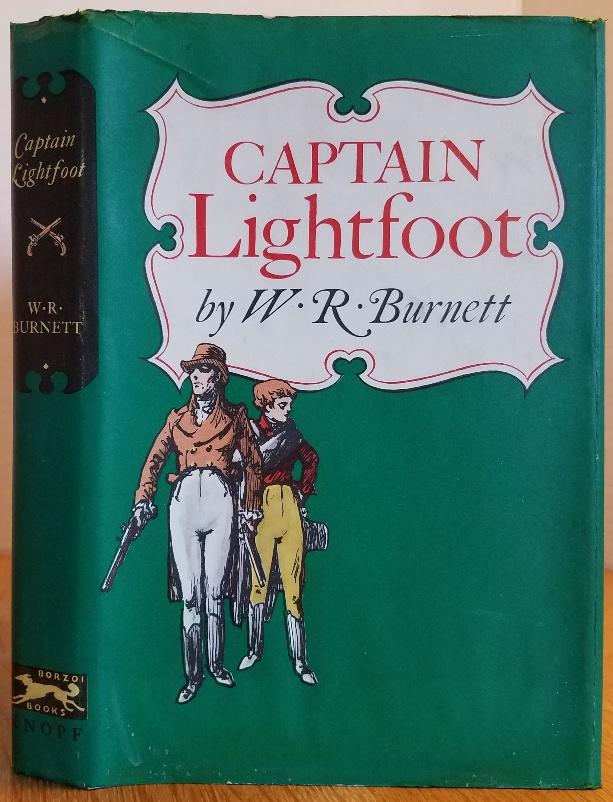 Captain
Lightfoot
W·R·
BURNETT
BORZOI
BOOKS
KNOPF
CAPTAIN
Lightfoot
by W·R·Burnett